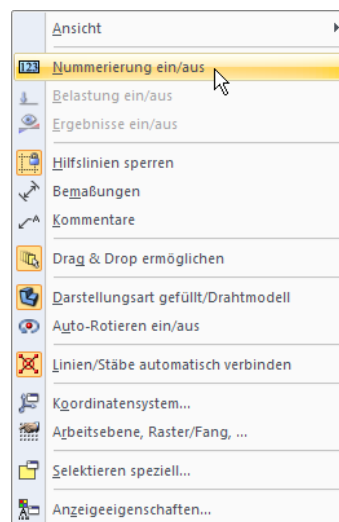 Ansicht
123 Nummerierung ein/aus
Belastung ein/aus
Ergebnisse ein/aus
Hilfslinien sperren
Bemaßungen
A Kommentare
Drag & Drop ermöglichen
Darstellungsart gefüllt/Drahtmodell
Auto-Rotieren ein/aus
Linien/Stäbe automatisch verbinden
Koordinatensystem...
Arbeitsebene, Raster/Fang, ...
Selektieren speziell...
A Anzeigeeigenschaften...